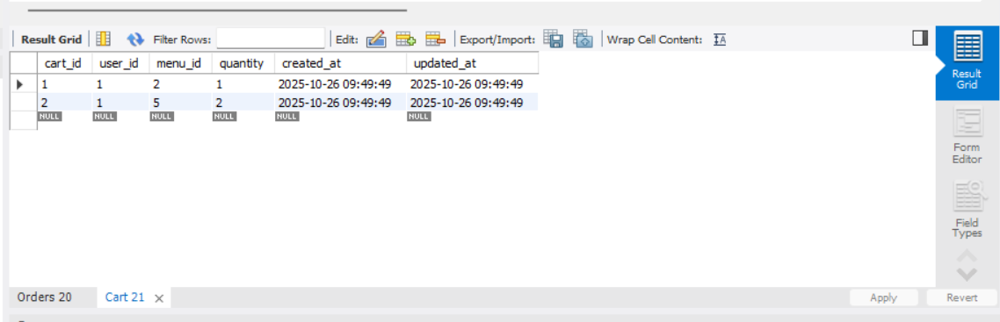 Result Grid Filter Rows: Edit: Export/Import: Wrap Cell Content: IA
cart_id user_id menu_id quantity created_at updated_at
1 1 2 1 2025-10-26 09:49:49 2025-10-26 09:49:49
2 1 5 2 2025-10-26 09:49:49 2025-10-26 09:49:49
NULL NULL NULL NULL NULL NULL
Result
Grid
Form
Editor
Field
Types
Orders 20 Cart 21 Apply Revert